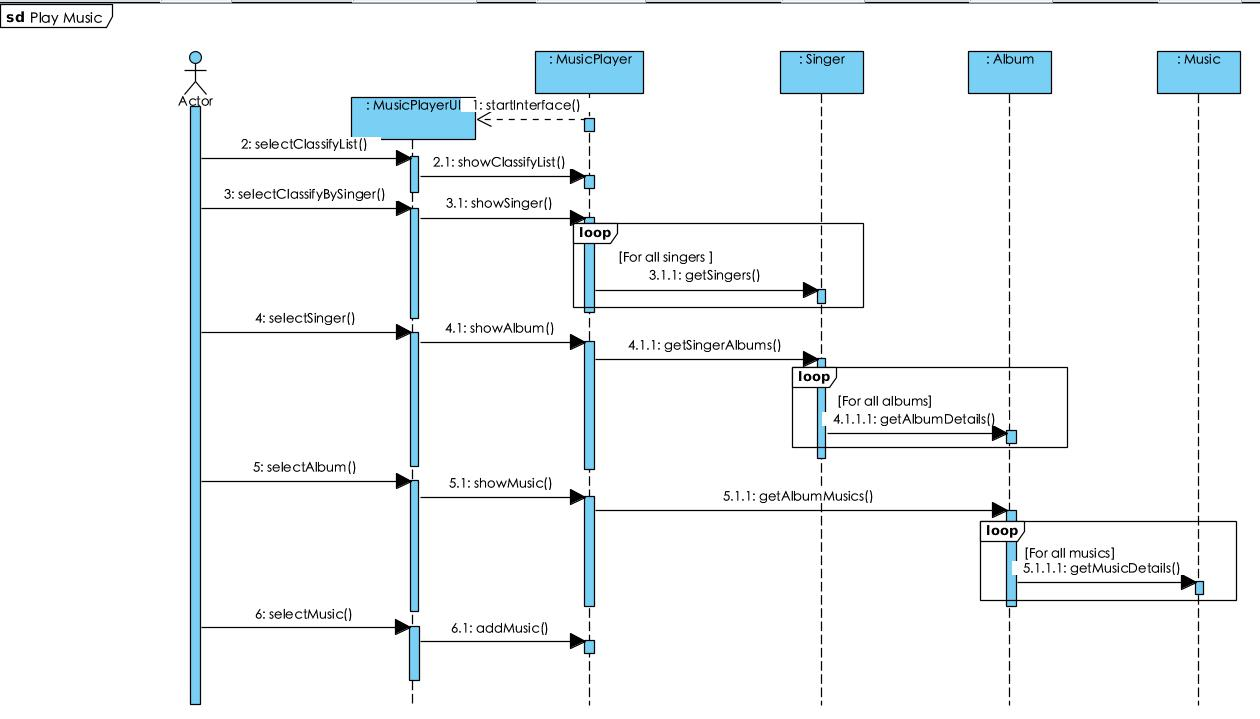 sd Play Music
: MusicPlayer
: Singer
: Album
: Music
Actor
: MusicPlayerUI
1: startInterface()
2: selectClassifyList()
2.1: showClassifyList()
3: selectClassifyBySinger()
3.1: showSinger()
loop
[For all singers ]
3.1.1: getSingers()
4: selectSinger()
4.1: showAlbum()
4.1.1: getSingerAlbums()
loop
[For all albums]
4.1.1.1: getAlbumDetails()
5: selectAlbum()
5.1: showMusic()
5.1.1: getAlbumMusics()
loop
[For all musics]
5.1.1.1: getMusicDetails()
6: selectMusic()
6.1: addMusic()